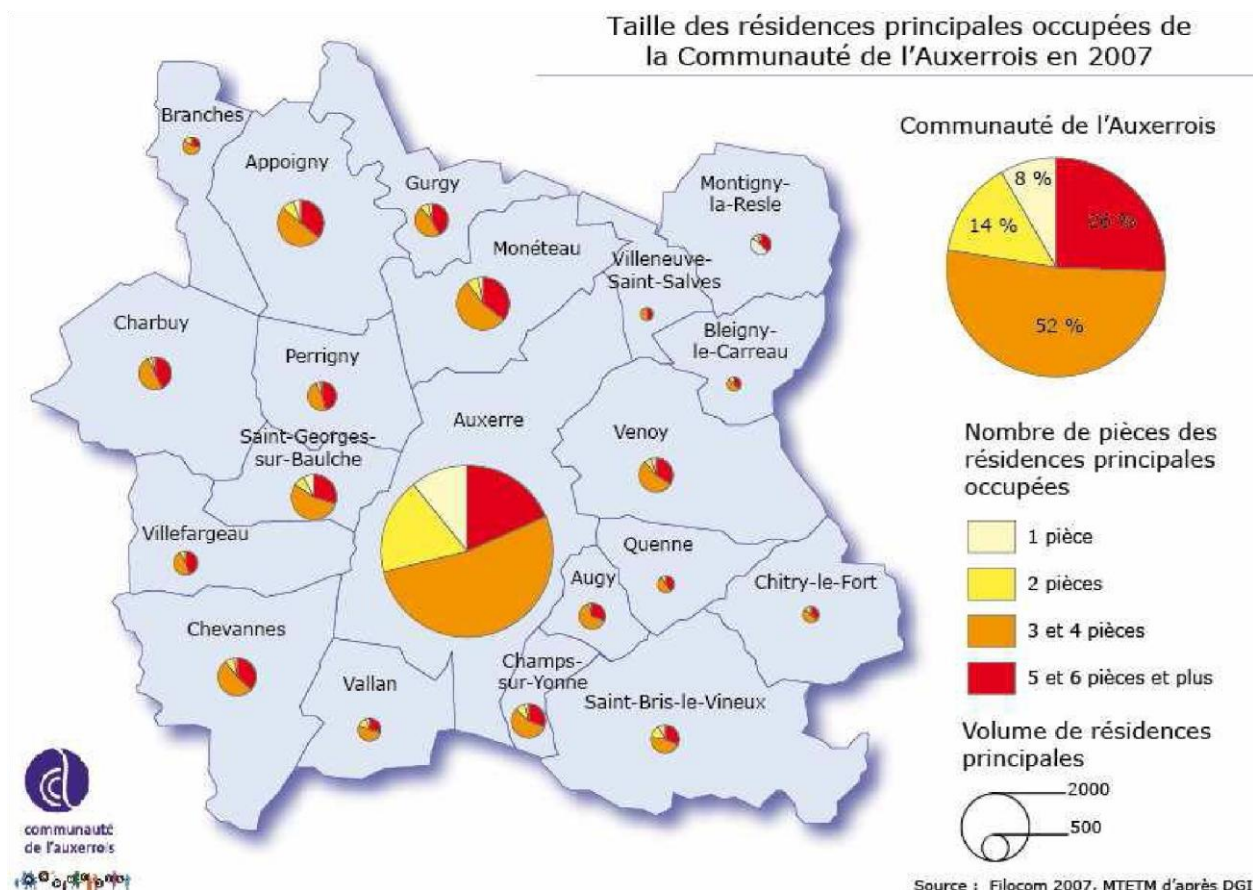 Taille des résidences principales occupées de
la Communauté de l'Auxerrois en 2007
Communauté de l'Auxerrois
8 %
26 %
14 %
52 %
Branches
Appoigny
Gurgy
Montigny-
la-Resle
Monéteau
Villeneuve-
Saint-Salves
Charbuy
Bleigny-
le-Carreau
Perrigny
Auxerre
Saint-Georges-
sur-Baulche
Venoy
Villefargeau
Quenne
Augy
Chitry-le-Fort
Chevannes
Champs-
sur-Yonne
Vallan
Saint-Bris-le-Vineux
Nombre de pièces des
résidences principales
occupées
1 pièce
2 pièces
3 et 4 pièces
5 et 6 pièces et plus
Volume de résidences
principales
2000
500
communauté
de l'auxerrois
Source : Filocom 2007, MTETM d'après DGI